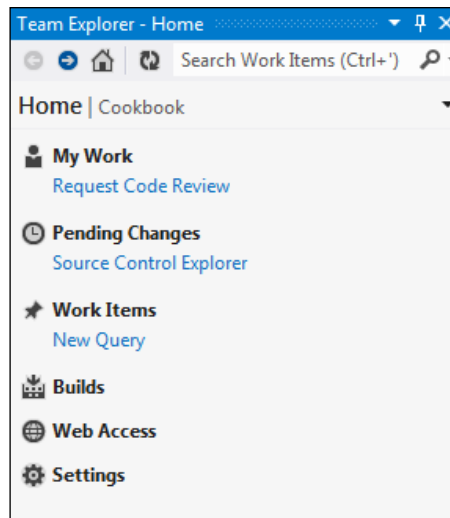 Team Explorer - Home
Search Work Items (Ctrl+')
Home | Cookbook
My Work
Request Code Review
Pending Changes
Source Control Explorer
Work Items
New Query
Builds
Web Access
Settings